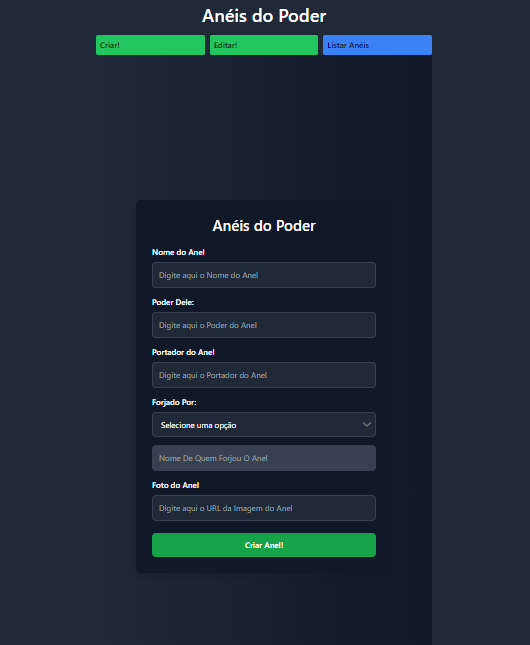 Anéis do Poder
Criar!
Editar!
Listar Anéis
Anéis do Poder
Nome do Anel
Digite aqui o Nome do Anel
Poder Dele:
Digite aqui o Poder do Anel
Portador do Anel
Digite aqui o Portador do Anel
Forjado Por:
Selecione uma opção
Nome De Quem Forjou O Anel
Foto do Anel
Digite aqui o URL da Imagem do Anel
Criar Anel!